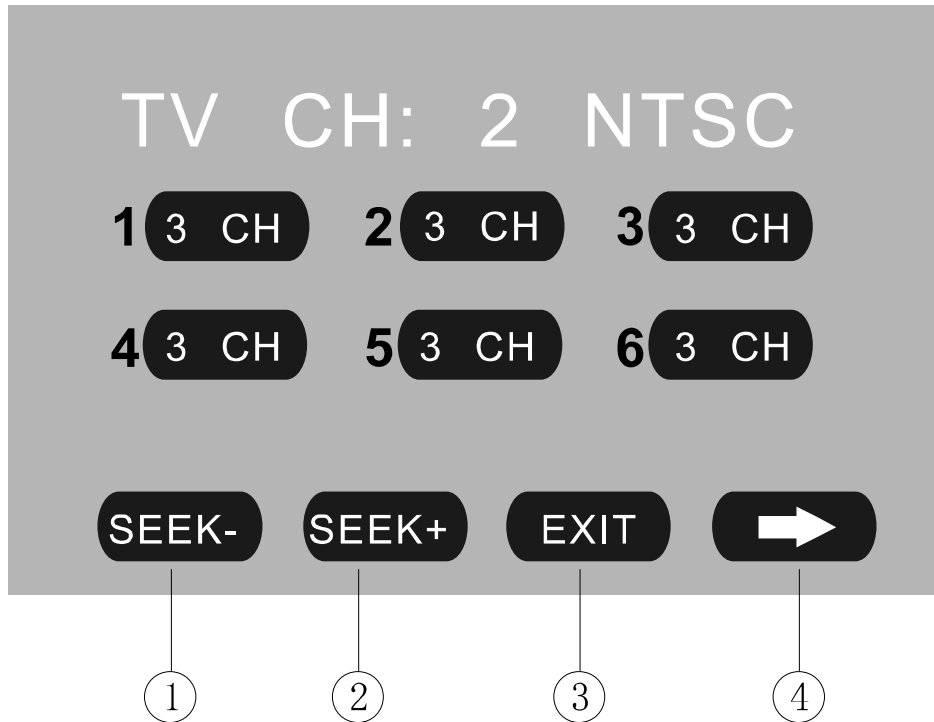 TV CH: 2 NTSC
1 3 CH 2 3 CH 3 3 CH
4 3 CH 5 3 CH 6 3 CH
SEEK- SEEK+ EXIT
1 2 3 4